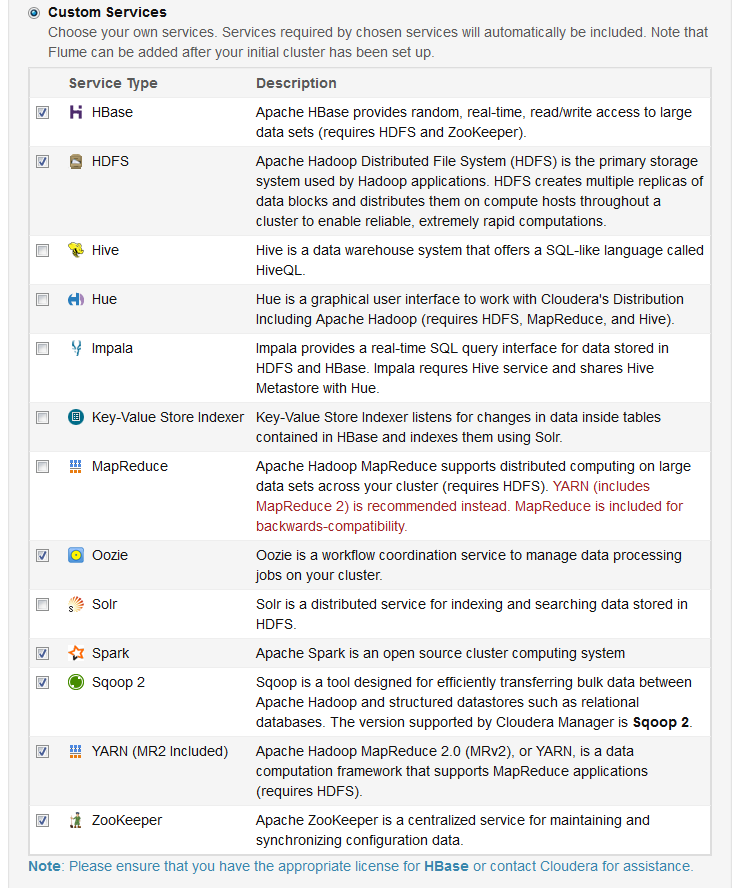 Custom Services
Choose your own services. Services required by chosen services will automatically be included. Note that
Flume can be added after your initial cluster has been set up.
Service Type Description
HBase Apache HBase provides random, real-time, read/write access to large
data sets (requires HDFS and ZooKeeper).
HDFS Apache Hadoop Distributed File System (HDFS) is the primary storage
system used by Hadoop applications. HDFS creates multiple replicas of
data blocks and distributes them on compute hosts throughout a
cluster to enable reliable, extremely rapid computations.
Hive Hive is a data warehouse system that offers a SQL-like language called
HiveQL.
Hue Hue is a graphical user interface to work with Cloudera's Distribution
Including Apache Hadoop (requires HDFS, MapReduce, and Hive).
Impala Impala provides a real-time SQL query interface for data stored in
HDFS and HBase. Impala requres Hive service and shares Hive
Metastore with Hue.
Key-Value Store Indexer Key-Value Store Indexer listens for changes in data inside tables
contained in HBase and indexes them using Solr.
MapReduce Apache Hadoop MapReduce supports distributed computing on large
data sets across your cluster (requires HDFS). YARN (includes
MapReduce 2) is recommended instead. MapReduce is included for
backwards-compatibility.
Oozie Oozie is a workflow coordination service to manage data processing
jobs on your cluster.
Solr Solr is a distributed service for indexing and searching data stored in
HDFS.
Spark Apache Spark is an open source cluster computing system
Sqoop 2 Sqoop is a tool designed for efficiently transferring bulk data between
Apache Hadoop and structured datastores such as relational
databases. The version supported by Cloudera Manager is Sqoop 2.
YARN (MR2 Included) Apache Hadoop MapReduce 2.0 (MRv2), or YARN, is a data
computation framework that supports MapReduce applications
(requires HDFS).
ZooKeeper Apache ZooKeeper is a centralized service for maintaining and
synchronizing configuration data.
Note: Please ensure that you have the appropriate license for HBase or contact Cloudera for assistance.